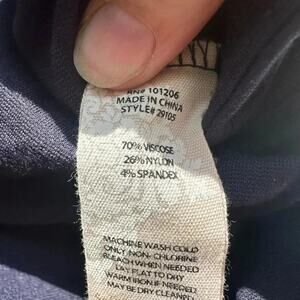 RN# 101206
MADE IN CHINA
STYLE# 29105
70% VISCOSE
26% NYLON
4% SPANDEX
MACHINE WASH COLD
ONLY NON-CHLORINE
BLEACH WHEN NEEDED
LAY FLAT TO DRY
WARM IRON IF NEEDED
MAY BE DRY CLEANED